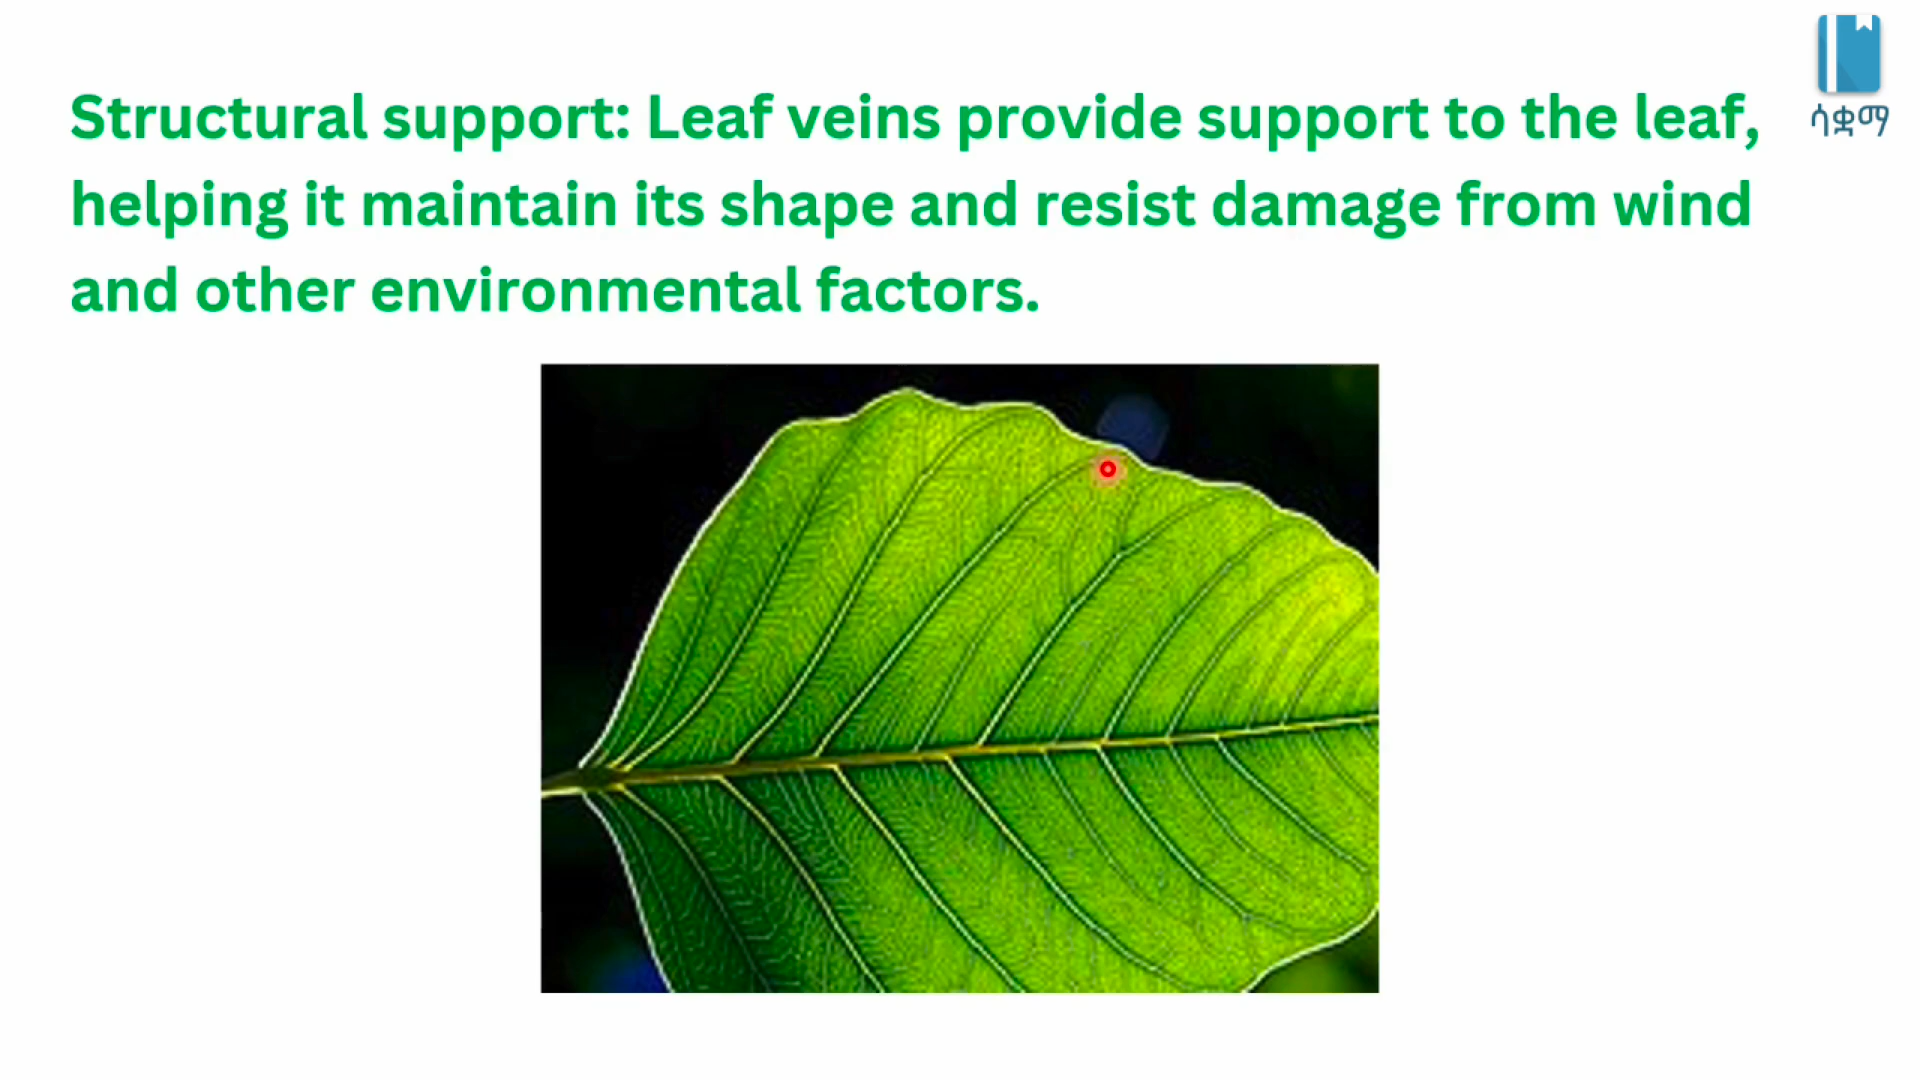 Structural support: Leaf veins provide support to the leaf,
helping it maintain its shape and resist damage from wind
and other environmental factors.
ሳቋማ